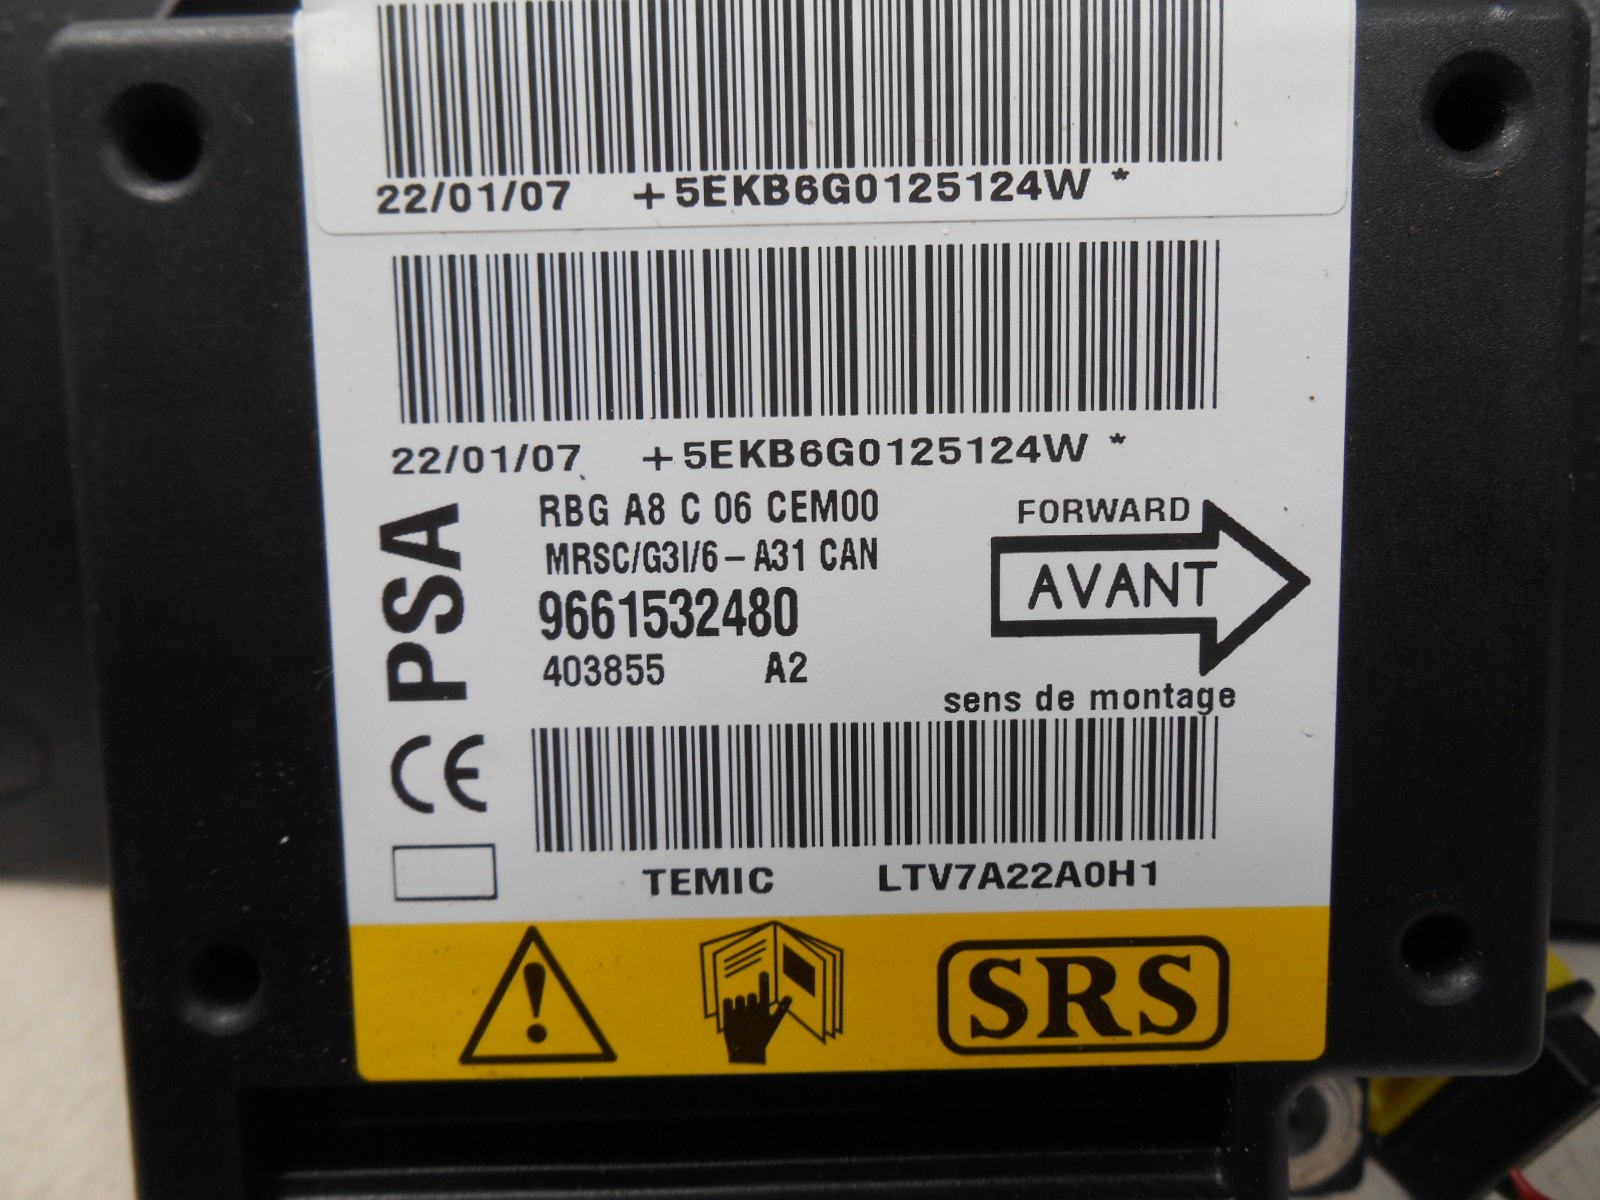 22/01/07 +5EKB6G0125124W *
22/01/07 +5EKB6G0125124W *
PSA
RBG A8 C 06 CEM00
MRSC/G3I/6-A31 CAN
9661532480
403855 A2
FORWARD
AVANT
sens de montage
CE
TEMIC LTV7A22A0H1
SRS